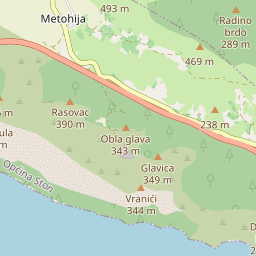 493 m
Metohija
Radino
brdo
289 m
469 m
Rasovac
390 m
238 m
Obla glava
343 m
Glavica
349 m
Općina Ston
Vranići
344 m